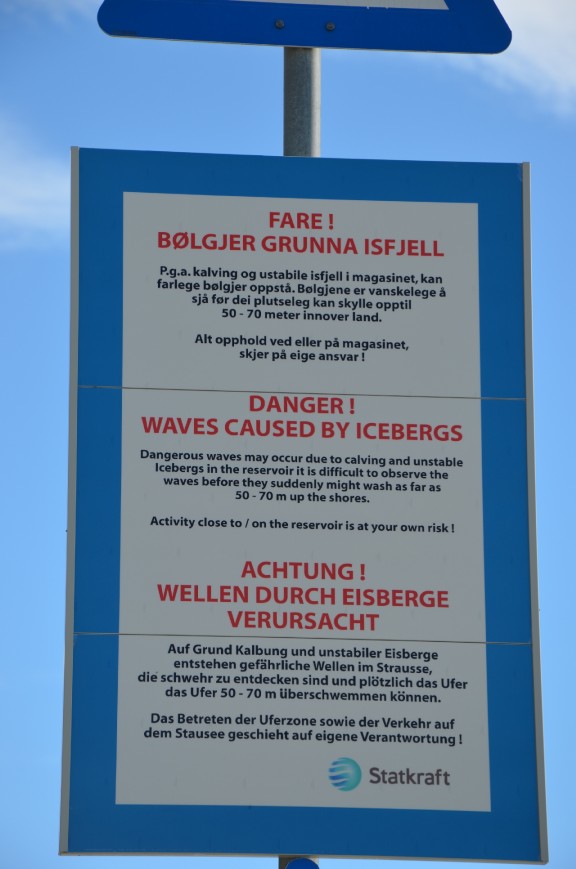 FARE !
BØLGJER GRUNNA ISFJELL
P.g.a. kalving og ustabile isfjell i magasinet, kan
farlege bølgjer oppstå. Bølgjene er vanskelege å
sjå før dei plutseleg kan skylle opptil
50 - 70 meter innover land.
Alt opphold ved eller på magasinet,
skjer på eige ansvar !
DANGER !
WAVES CAUSED BY ICEBERGS
Dangerous waves may occur due to calving and unstable
Icebergs in the reservoir it is difficult to observe the
waves before they suddenly might wash as far as
50 - 70 m up the shores.
Activity close to / on the reservoir is at your own risk !
ACHTUNG !
WELLEN DURCH EISBERGE
VERURSACHT
Auf Grund Kalbung und unstabiler Eisberge
entstehen gefährliche Wellen im Strausse,
die schwehr zu entdecken sind und plötzlich das Ufer
das Ufer 50 - 70 m überschwemmen können.
Das Betreten der Uferzone sowie der Verkehr auf
dem Stausee geschieht auf eigene Verantwortung !
Statkraft